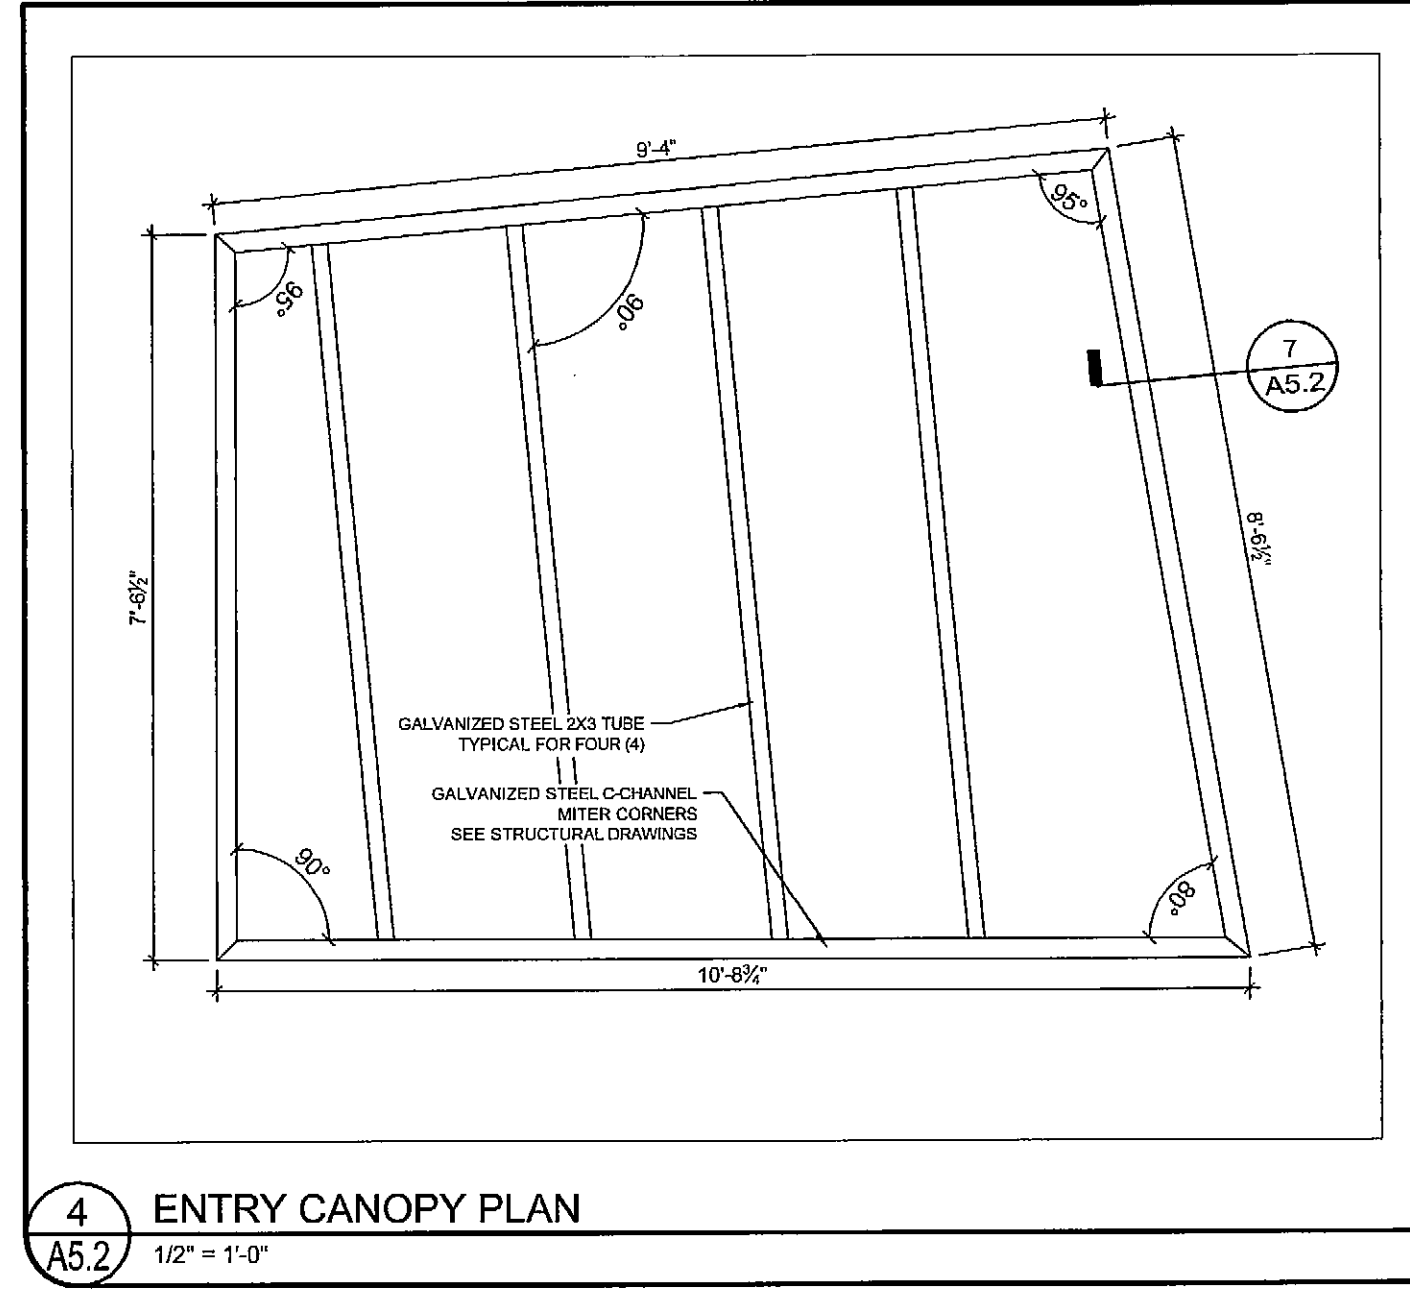 9'-4"
95°
95°
90°
7
A5.2
8'-6½"
7'-6½"
GALVANIZED STEEL 2X3 TUBE
TYPICAL FOR FOUR (4)
GALVANIZED STEEL C-CHANNEL
MITER CORNERS
SEE STRUCTURAL DRAWINGS
90°
80°
10'-8¾"
4
ENTRY CANOPY PLAN
A5.2
1/2" = 1'-0"